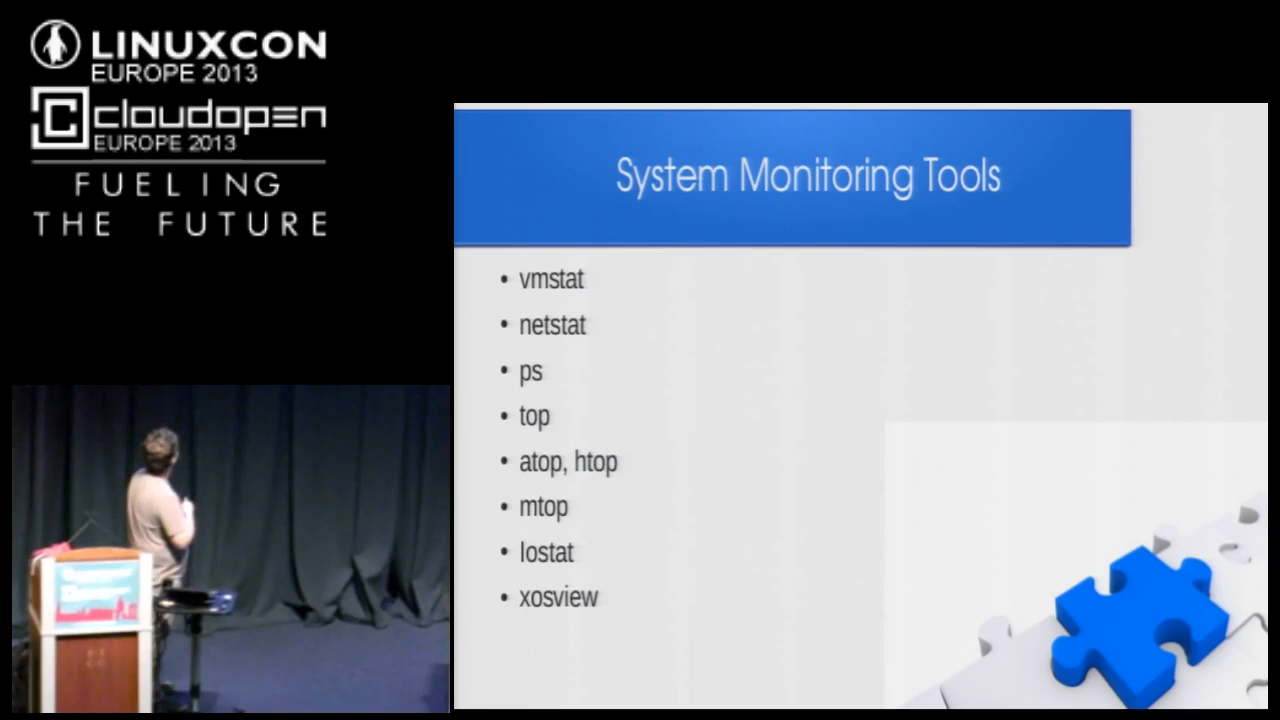 LINUXCON
EUROPE 2013
cloudopen
EUROPE 2013
FUELING
THE FUTURE
System Monitoring Tools
• vmstat
• netstat
• ps
• top
• atop, htop
• mtop
• Iostat
• xosview